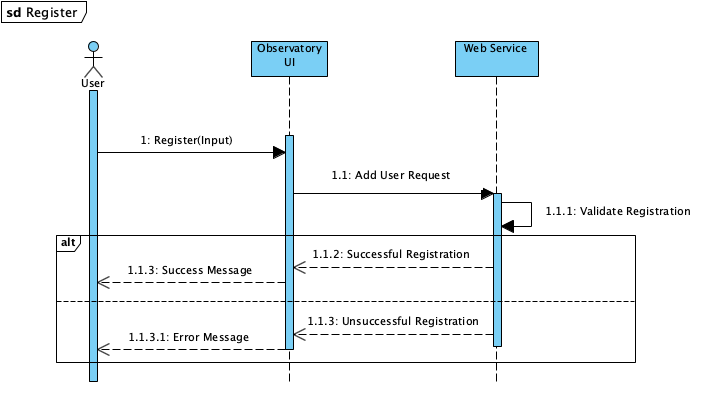 sd Register
Observatory
UI
Web Service
User
1: Register(Input)
1.1: Add User Request
1.1.1: Validate Registration
alt
1.1.2: Successful Registration
1.1.3: Success Message
1.1.3: Unsuccessful Registration
1.1.3.1: Error Message